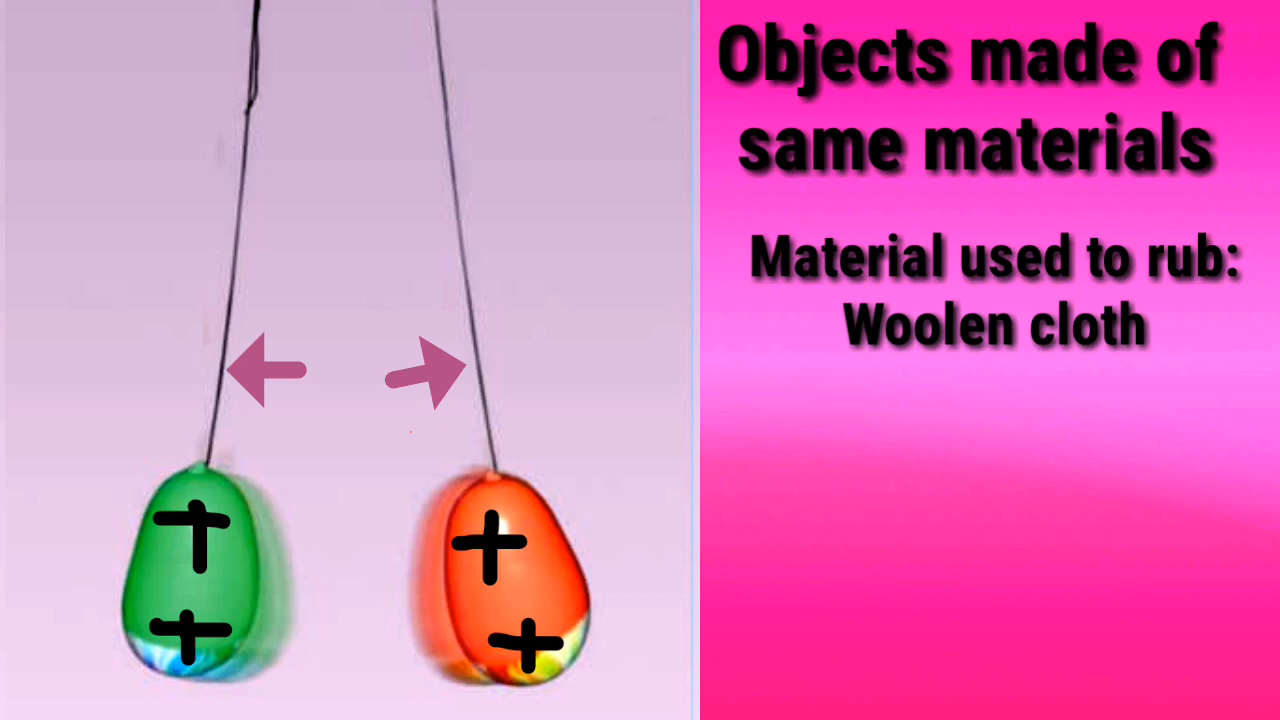 Objects made of
same materials
Material used to rub:
Woolen cloth
+ +
+ +